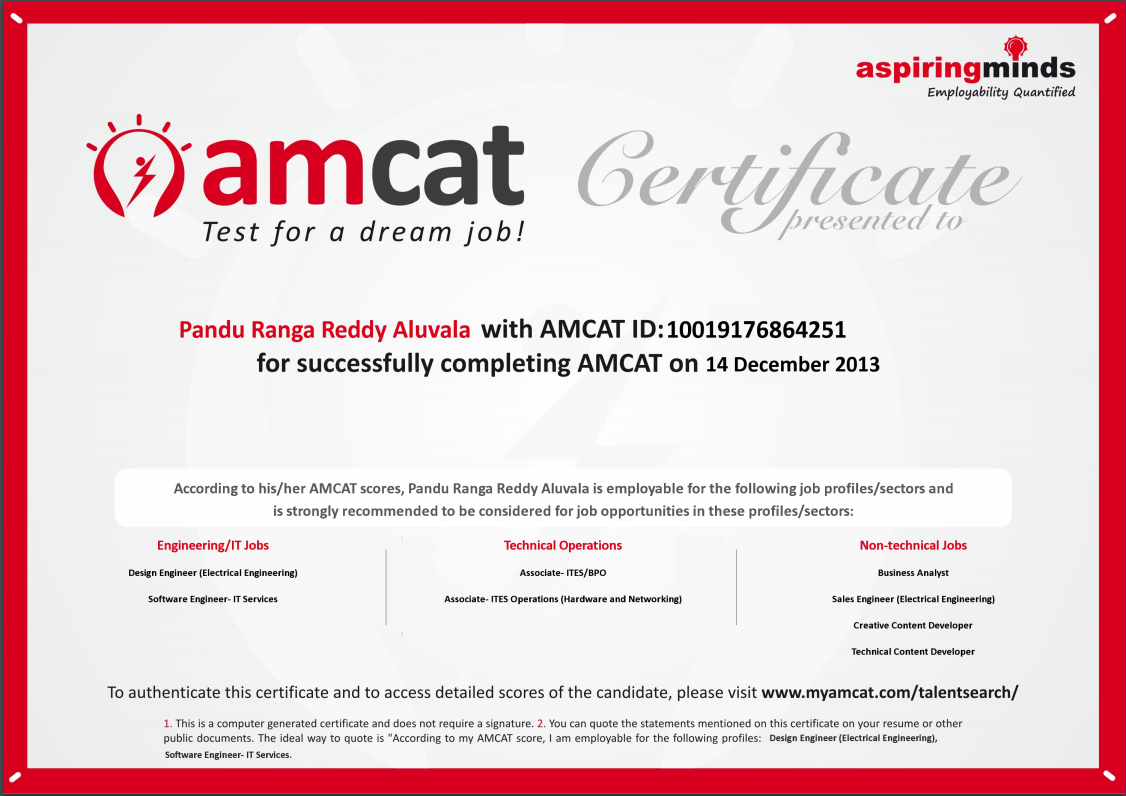 aspiringminds
Employability Quantified
amcat
Test for a dream job!
Certificate
presented to
Pandu Ranga Reddy Aluvala with AMCAT ID:10019176864251
for successfully completing AMCAT on 14 December 2013
According to his/her AMCAT scores, Pandu Ranga Reddy Aluvala is employable for the following job profiles/sectors and
is strongly recommended to be considered for job opportunities in these profiles/sectors:
Engineering/IT Jobs
Design Engineer (Electrical Engineering)
Software Engineer- IT Services
Technical Operations
Associate- ITES/BPO
Associate- ITES Operations (Hardware and Networking)
Non-technical Jobs
Business Analyst
Sales Engineer (Electrical Engineering)
Creative Content Developer
Technical Content Developer
To authenticate this certificate and to access detailed scores of the candidate, please visit www.myamcat.com/talentsearch/
1. This is a computer generated certificate and does not require a signature. 2. You can quote the statements mentioned on this certificate on your resume or other
public documents. The ideal way to quote is "According to my AMCAT score, I am employable for the following profiles: Design Engineer (Electrical Engineering),
Software Engineer- IT Services.